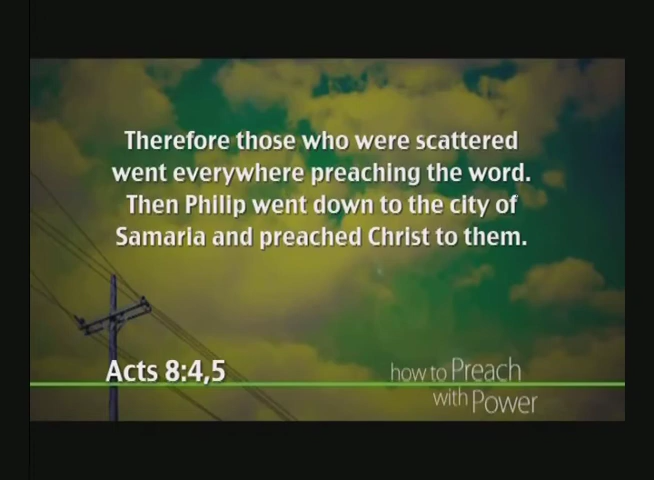 Therefore those who were scattered
went everywhere preaching the word.
Then Philip went down to the city of
Samaria and preached Christ to them.
Acts 8:4,5
how to Preach
with Power